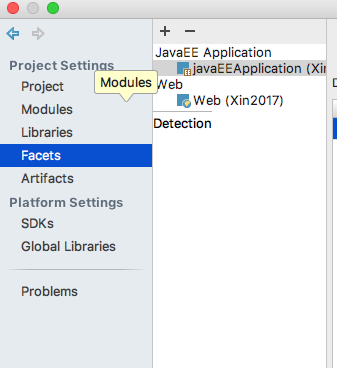 Project Settings
Project
Modules
Modules
Libraries
Facets
Artifacts
Platform Settings
SDKs
Global Libraries
Problems
JavaEE Application
javaEEApplication (Xin
Web
Web (Xin2017)
Detection
D